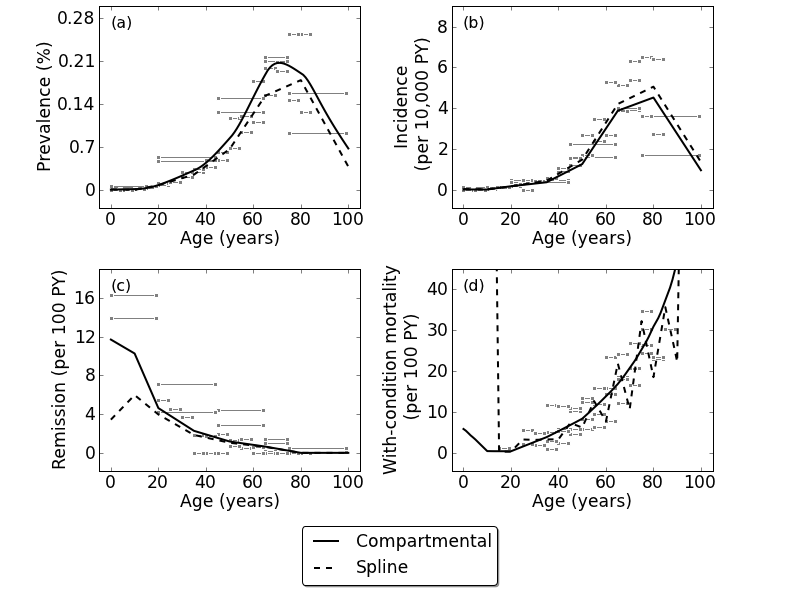 (a)
0.28
0.21
0.14
0.7
0
Prevalence (%)
0 20 40 60 80 100
Age (years)
(b)
8
6
4
2
0
Incidence
(per 10,000 PY)
0 20 40 60 80 100
Age (years)
(c)
16
12
8
4
0
Remission (per 100 PY)
0 20 40 60 80 100
Age (years)
(d)
40
30
20
10
0
With-condition mortality
(per 100 PY)
0 20 40 60 80 100
Age (years)
Compartmental
Spline